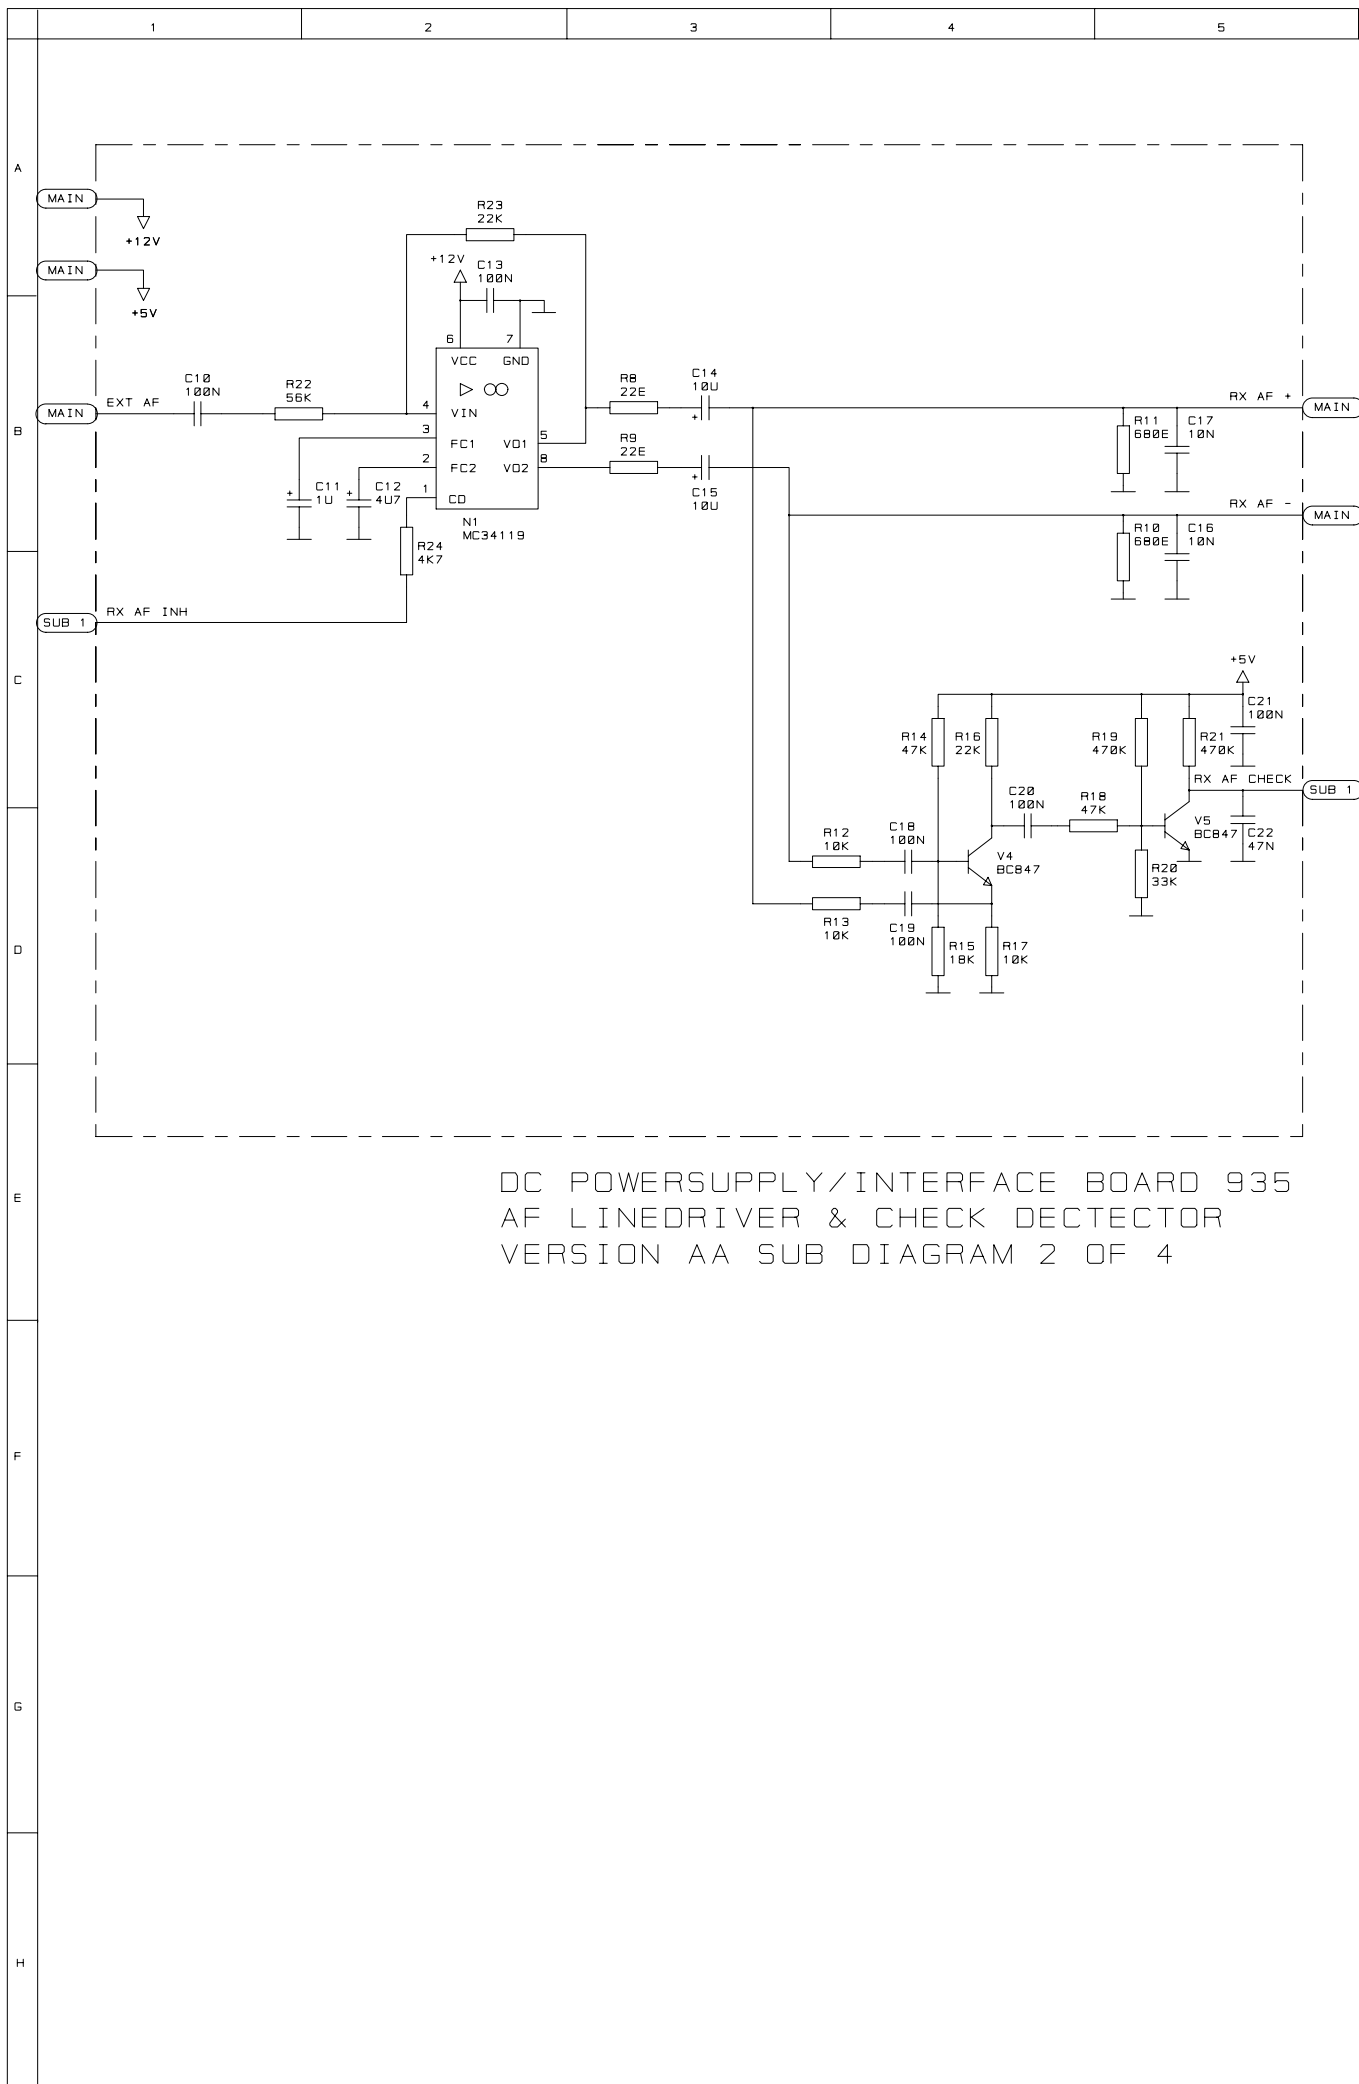 1 2 3 4 5
A
MAIN
+12V
MAIN
+5V
R23
22K
+12V
C13
100N
6 7
VCC GND
C10
100N
R22
56K
R8
22E
C14
10U
MAIN
EXT AF
4
VIN
RX AF +
MAIN
B
3
FC1
VO1
5
R9
22E
+
R11
680E
C17
10N
2
FC2
VO2
8
+
C11
1U
+
C12
4U7
1
CD
+
C15
10U
RX AF -
MAIN
N1
MC34119
R10
680E
C16
10N
R24
4K7
SUB 1
RX AF INH
C
+5V
C21
100N
R14
47K
R16
22K
R19
470K
R21
470K
RX AF CHECK
SUB 1
C20
100N
R18
47K
V5
BC847
C22
47N
R12
10K
C18
100N
V4
BC847
R20
33K
R13
10K
C19
100N
R15
18K
R17
10K
D
DC POWERSUPPLY/INTERFACE BOARD 935
AF LINEDRIVER & CHECK DECTECTOR
VERSION AA SUB DIAGRAM 2 OF 4
E
F
G
H